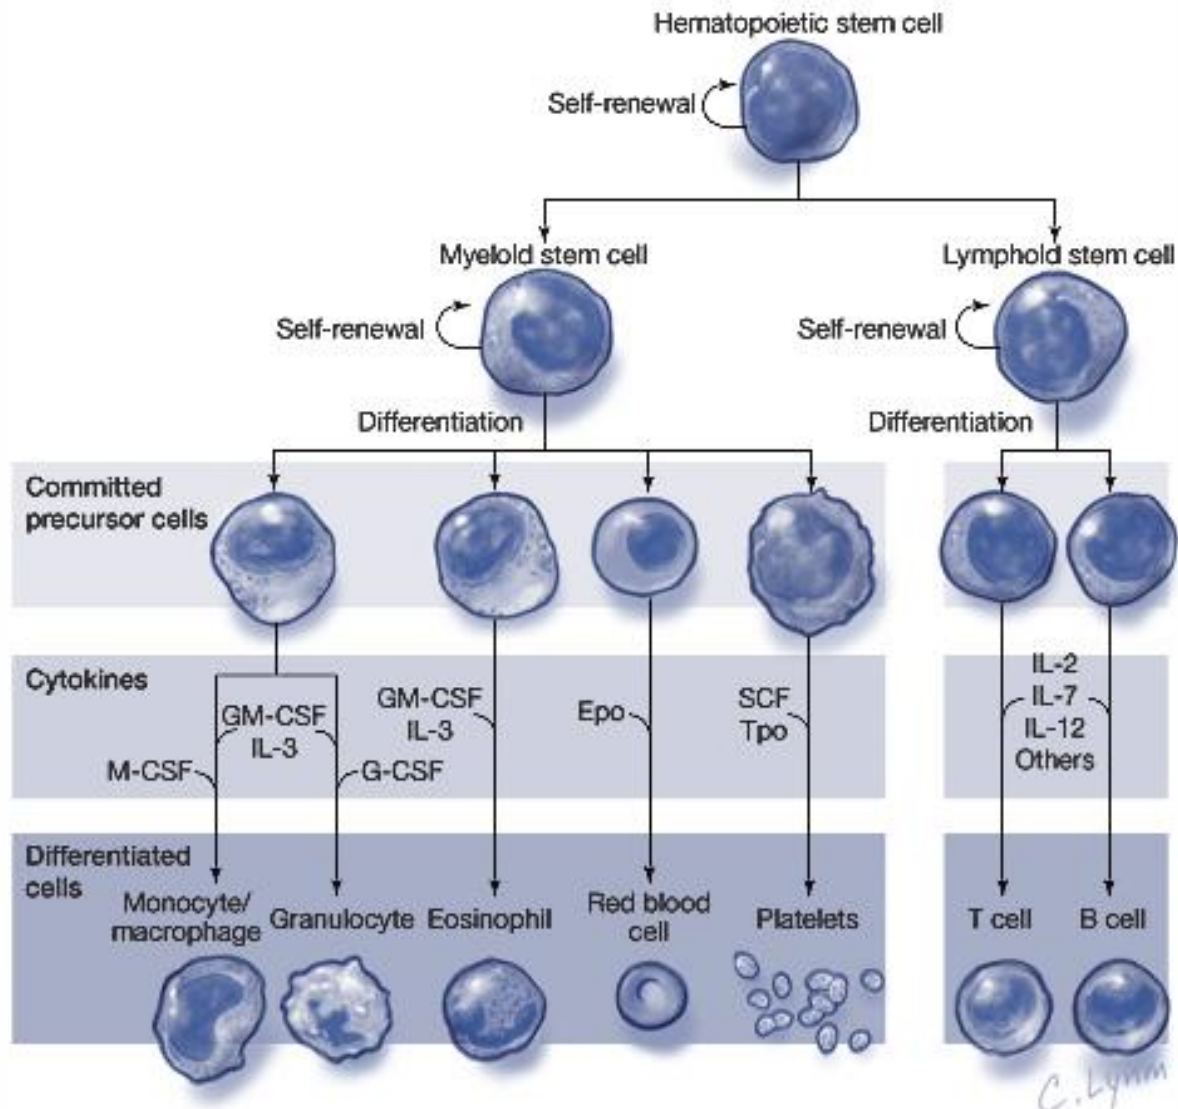 Hematopoietic stem cell
Self-renewal
Myeloid stem cell
Lymphoid stem cell
Self-renewal
Self-renewal
Differentiation
Differentiation
Committed
precursor cells
Cytokines
GM-CSF
IL-3
M-CSF
G-CSF
GM-CSF
IL-3
Epo
SCF
Tpo
IL-2
IL-7
IL-12
Others
Differentiated
cells
Monocyte/
macrophage
Granulocyte
Eosinophil
Red blood
cell
Platelets
T cell
B cell
C. Lynm